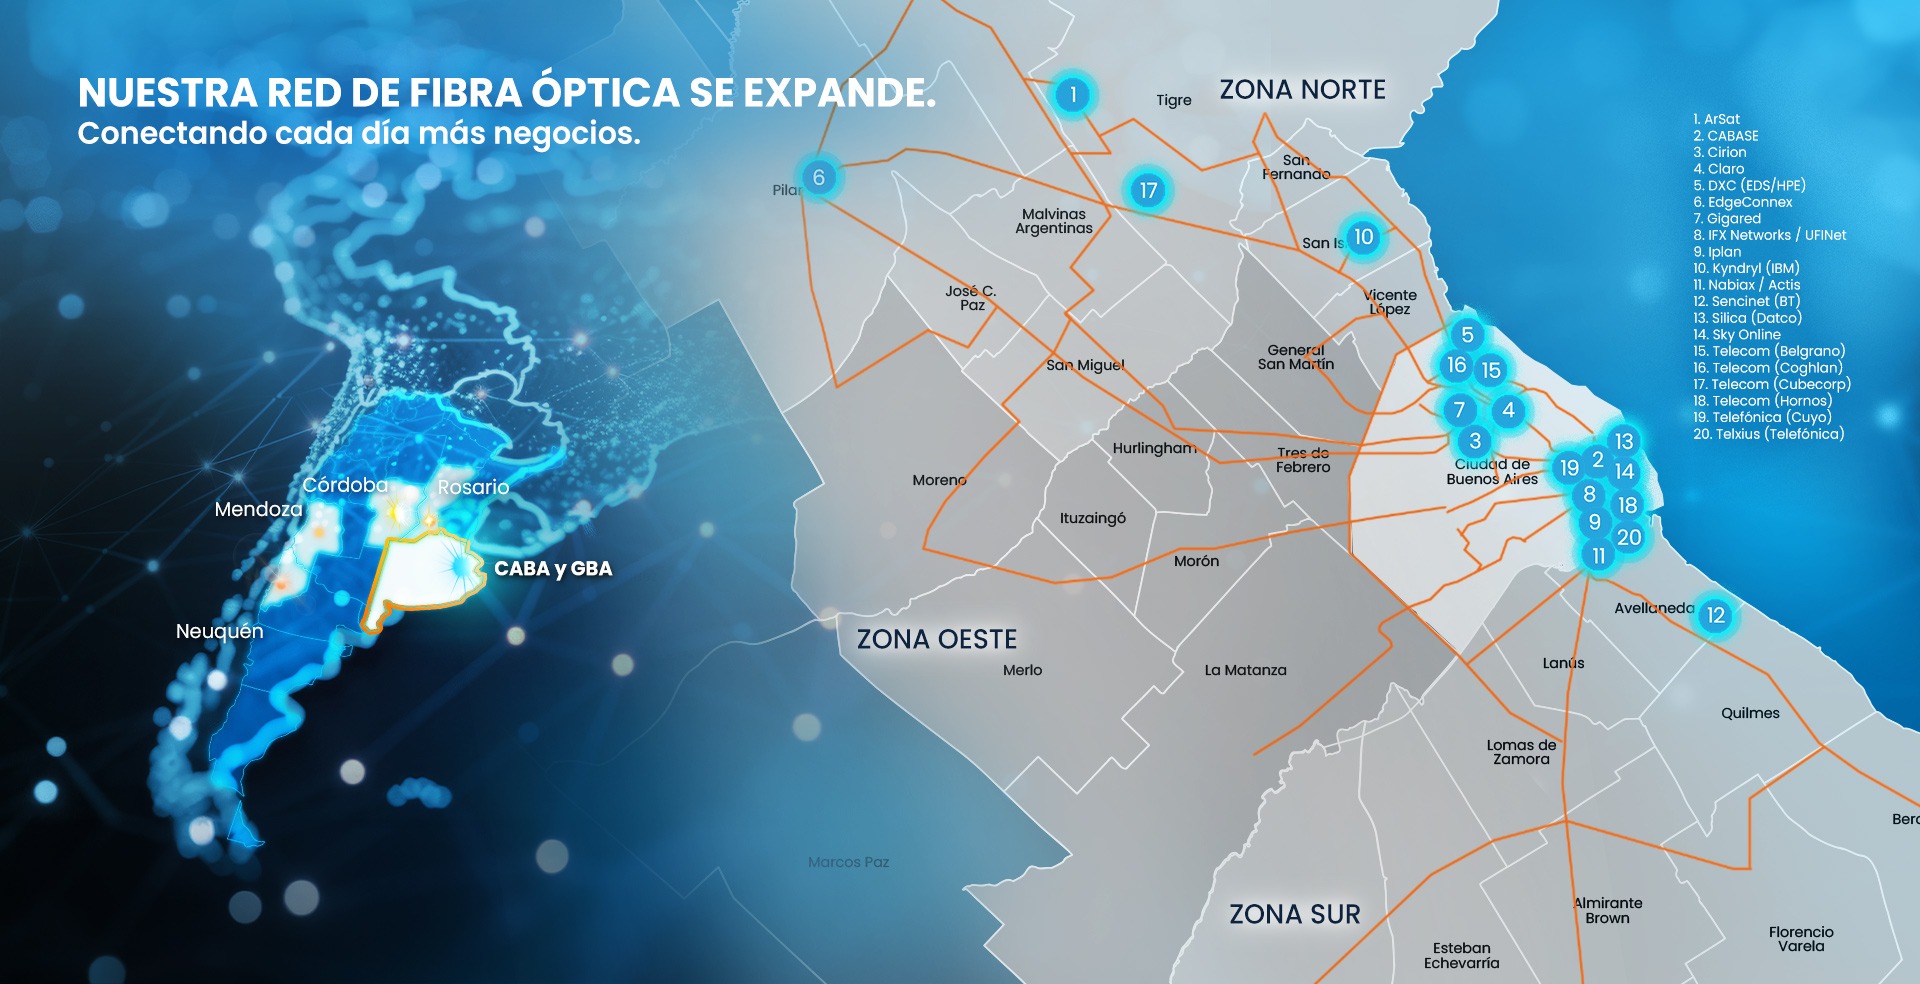 NUESTRA RED DE FIBRA ÓPTICA SE EXPANDE.
Conectando cada día más negocios.
Córdoba
Rosario
Mendoza
CABA y GBA
Neuquén
ZONA NORTE
1
Tigre
6
Pilar
17
San
Fernando
Malvinas
Argentinas
San Is
10
José C.
Paz
Vicente
López
5
General
San Martín
San Miguel
16
15
7
4
3
13
Hurlingham
Tres de
Febrero
Ciudad de
Buenos Aires
19
2
14
Moreno
8
18
Ituzaingó
9
20
Morón
11
Avellaneda
12
ZONA OESTE
Merlo
La Matanza
Lanús
Quilmes
Lomas de
Zamora
Bera
Marcos Paz
ZONA SUR
Almirante
Brown
Florencio
Varela
Esteban
Echevarría
1. ArSat
2. CABASE
3. Cirion
4. Claro
5. DXC (EDS/HPE)
6. EdgeConnex
7. Gigared
8. IFX Networks / UFINet
9. Iplan
10. Kyndryl (IBM)
11. Nabiax / Actis
12. Sencinet (BT)
13. Silica (Datco)
14. Sky Online
15. Telecom (Belgrano)
16. Telecom (Coghlan)
17. Telecom (Cubecorp)
18. Telecom (Hornos)
19. Telefónica (Cuyo)
20. Telxius (Telefónica)